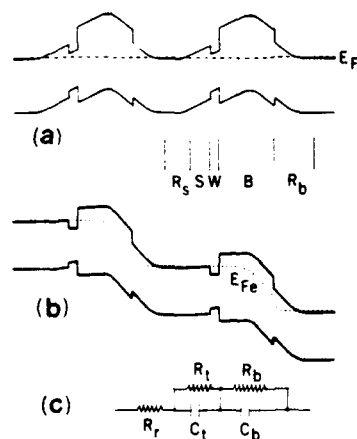 E_F
(a)
R_s S W B R_b
E_Fe
(b)
R_t R_b
(c)
R_r C_t C_b